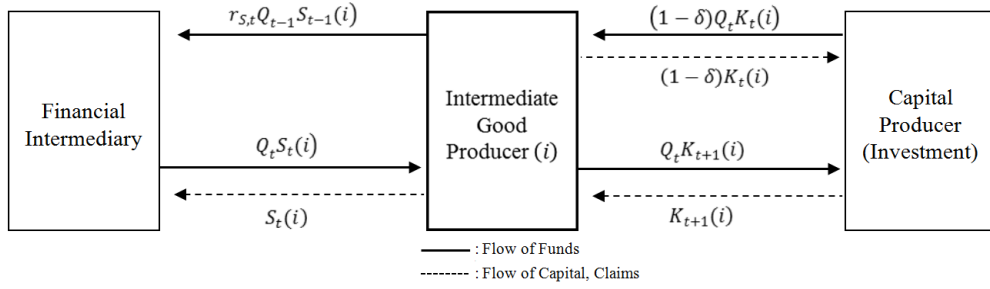 r_{S,t}Q_{t−1}S_{t−1}(i)
(1 − δ)Q_tK_t(i)
(1 − δ)K_t(i)
Financial
Intermediary
Intermediate
Good
Producer (i)
Capital
Producer
(Investment)
Q_tS_t(i)
S_t(i)
Q_tK_{t+1}(i)
K_{t+1}(i)
: Flow of Funds
: Flow of Capital, Claims